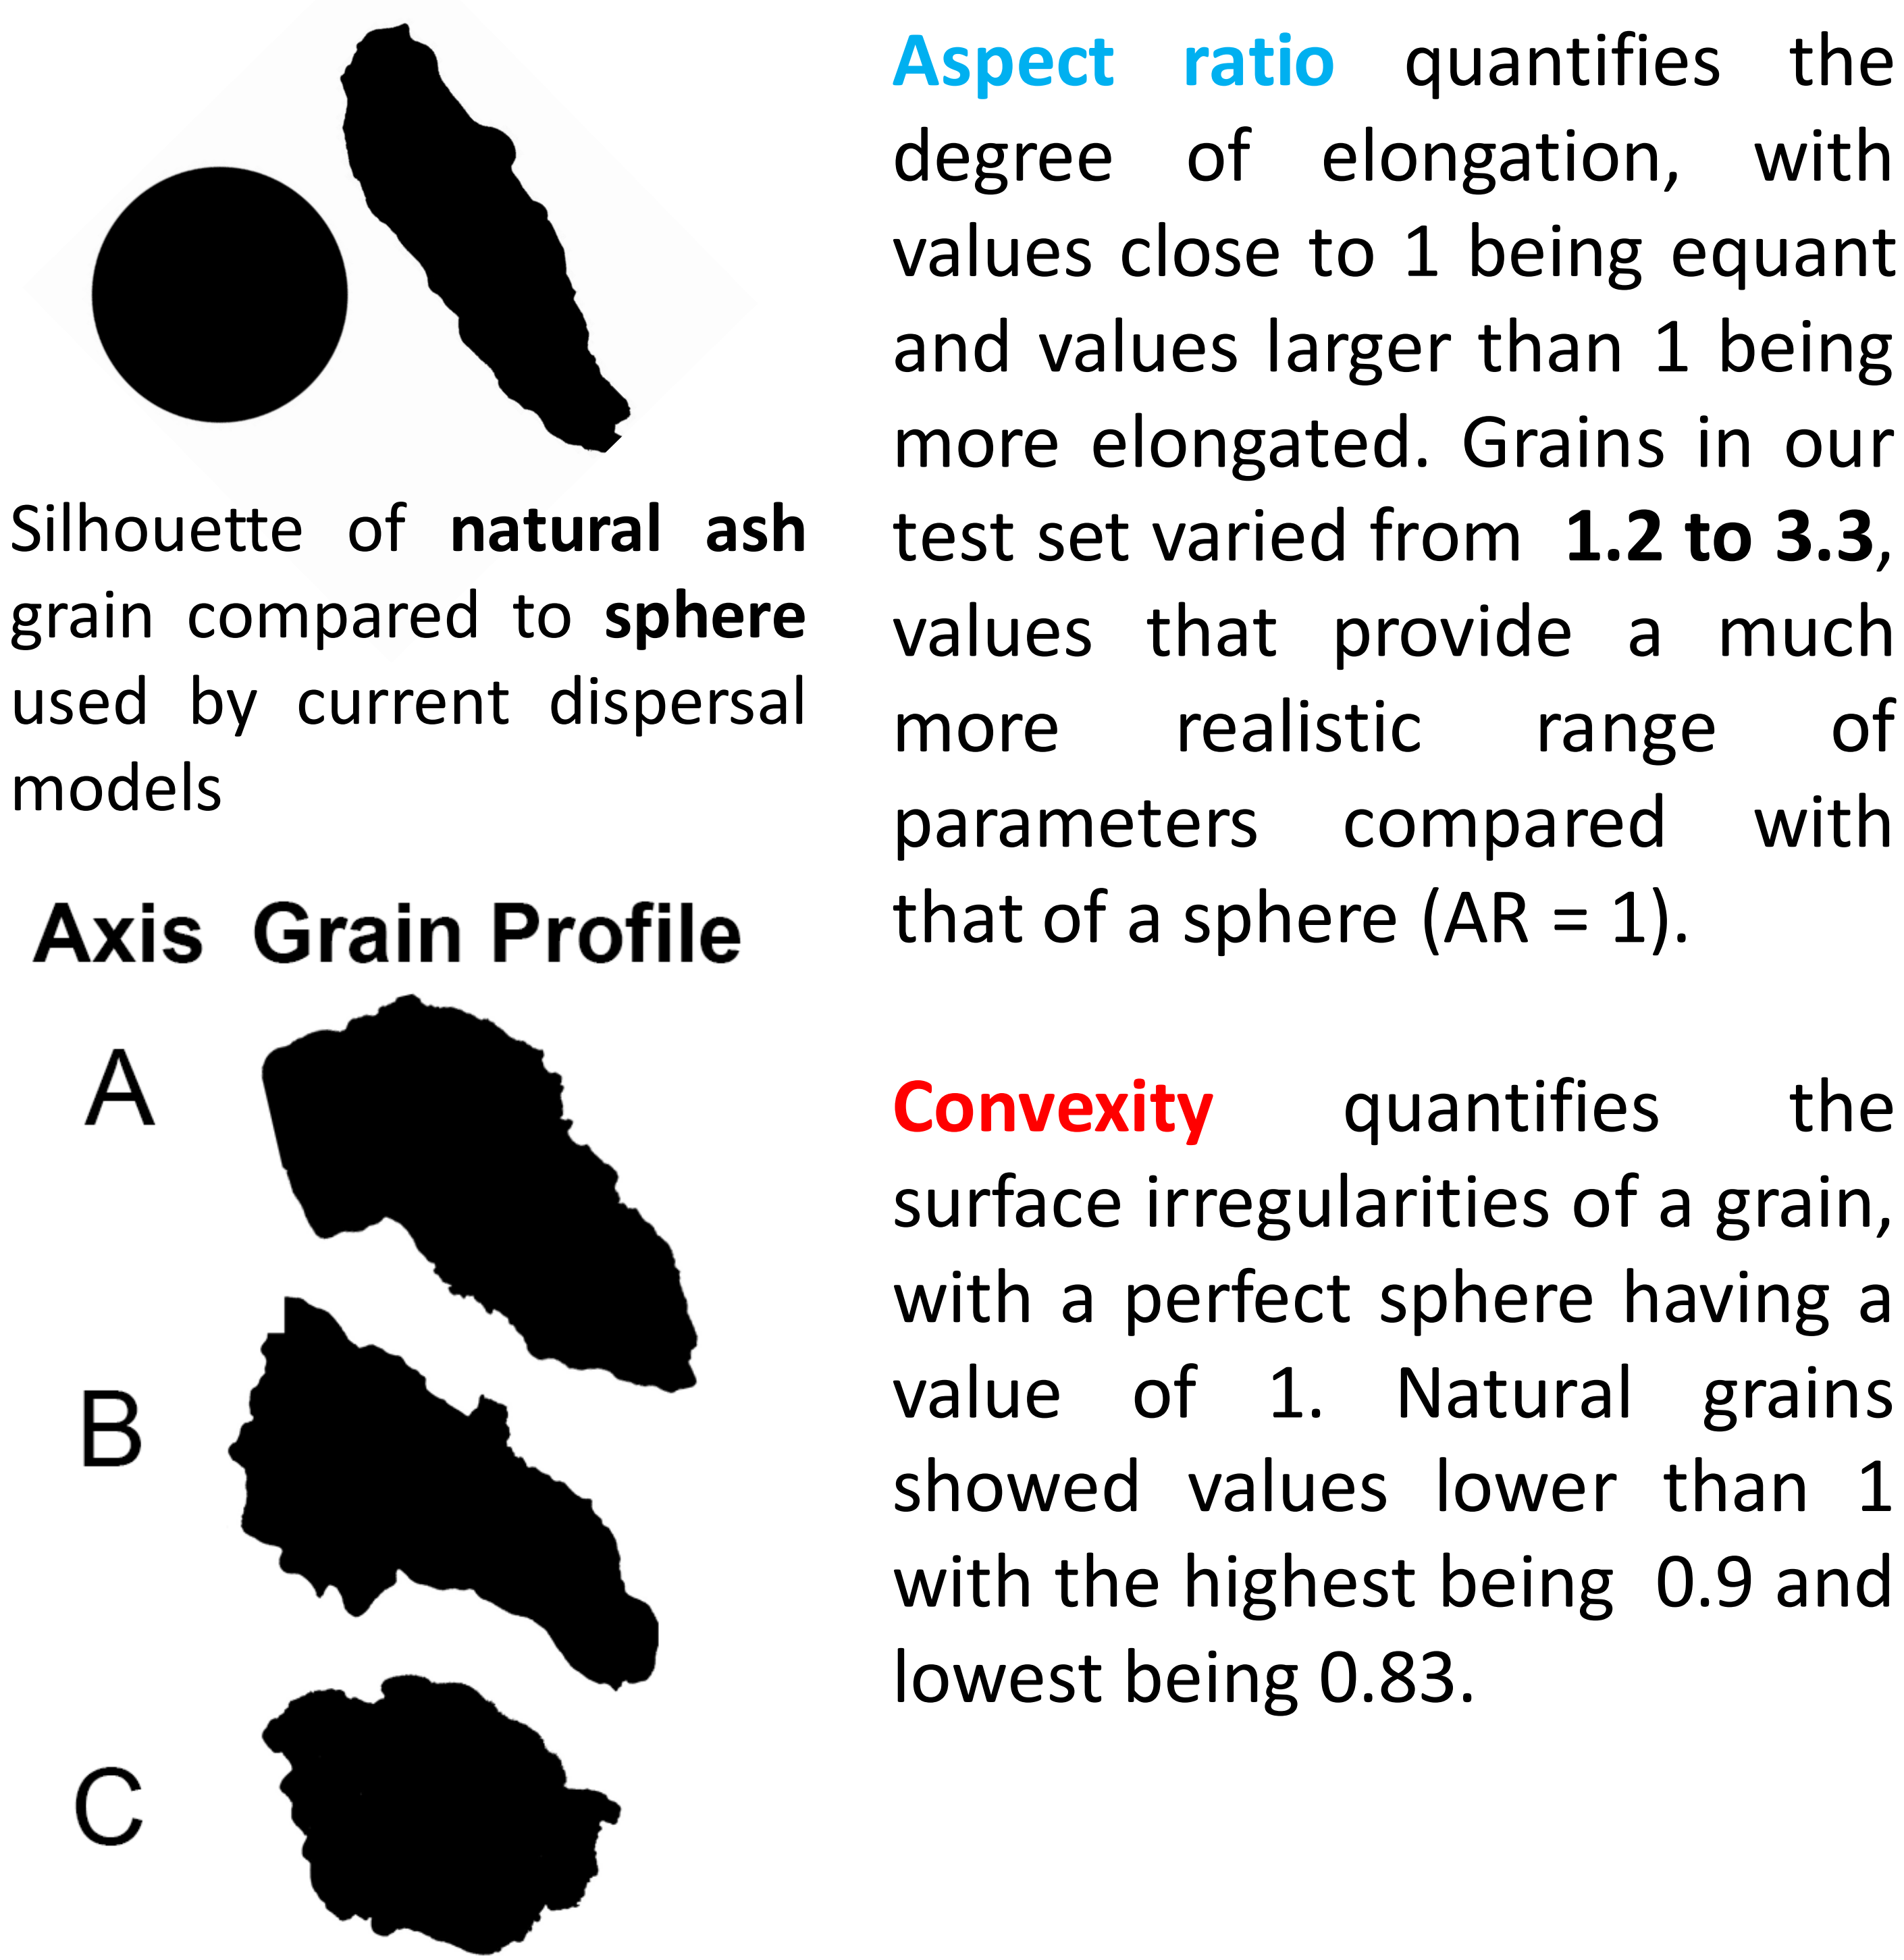 Silhouette of natural ash
grain compared to sphere
used by current dispersal
models
Axis Grain Profile
A
B
C
Aspect ratio quantifies the
degree of elongation, with
values close to 1 being equant
and values larger than 1 being
more elongated. Grains in our
test set varied from 1.2 to 3.3,
values that provide a much
more realistic range of
parameters compared with
that of a sphere (AR = 1).
Convexity quantifies the
surface irregularities of a grain,
with a perfect sphere having a
value of 1. Natural grains
showed values lower than 1
with the highest being 0.9 and
lowest being 0.83.